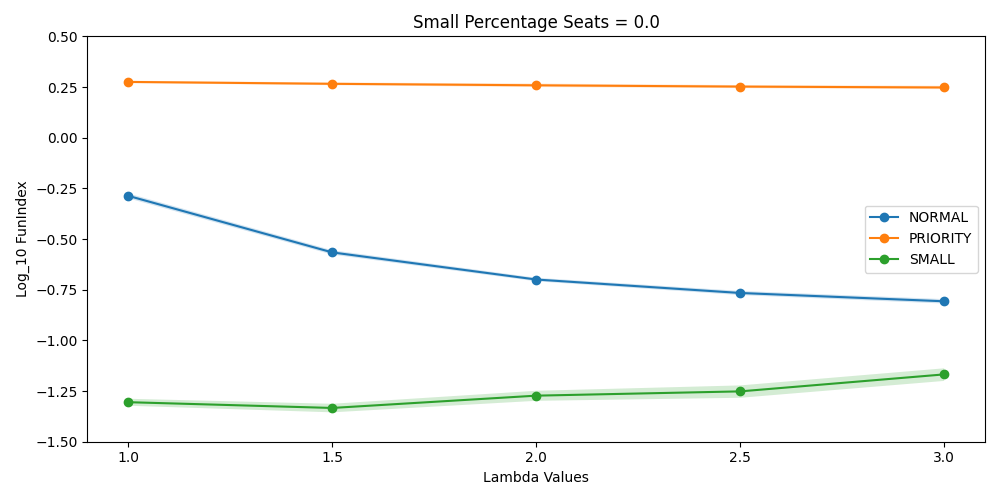 Small Percentage Seats = 0.0
Log_10 FunIndex
0.50
0.25
0.00
−0.25
−0.50
−0.75
−1.00
−1.25
−1.50
NORMAL
PRIORITY
SMALL
1.0 1.5 2.0 2.5 3.0
Lambda Values